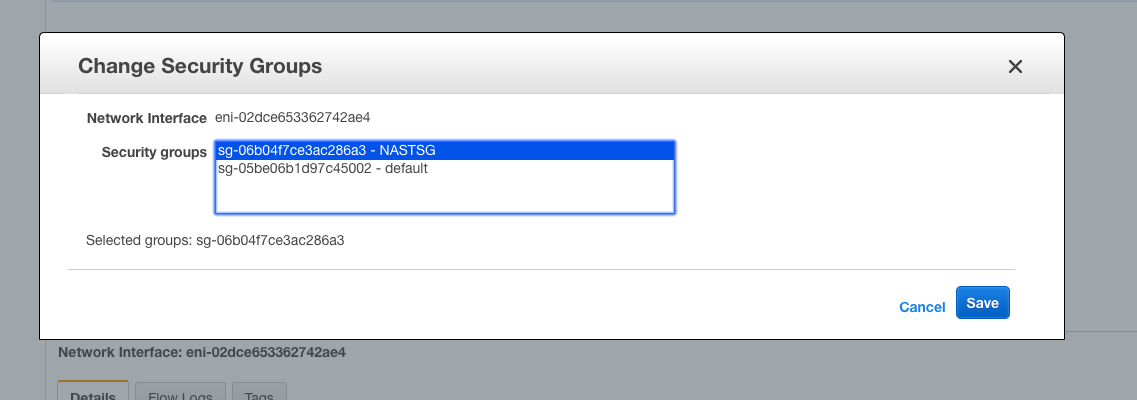 Change Security Groups
Network Interface eni-02dce653362742ae4
Security groups sg-06b04f7ce3ac286a3 - NASTSG
sg-05be06b1d97c45002 - default
Selected groups: sg-06b04f7ce3ac286a3
Cancel Save
Network Interface: eni-02dce653362742ae4
Details Flow Logs Tags